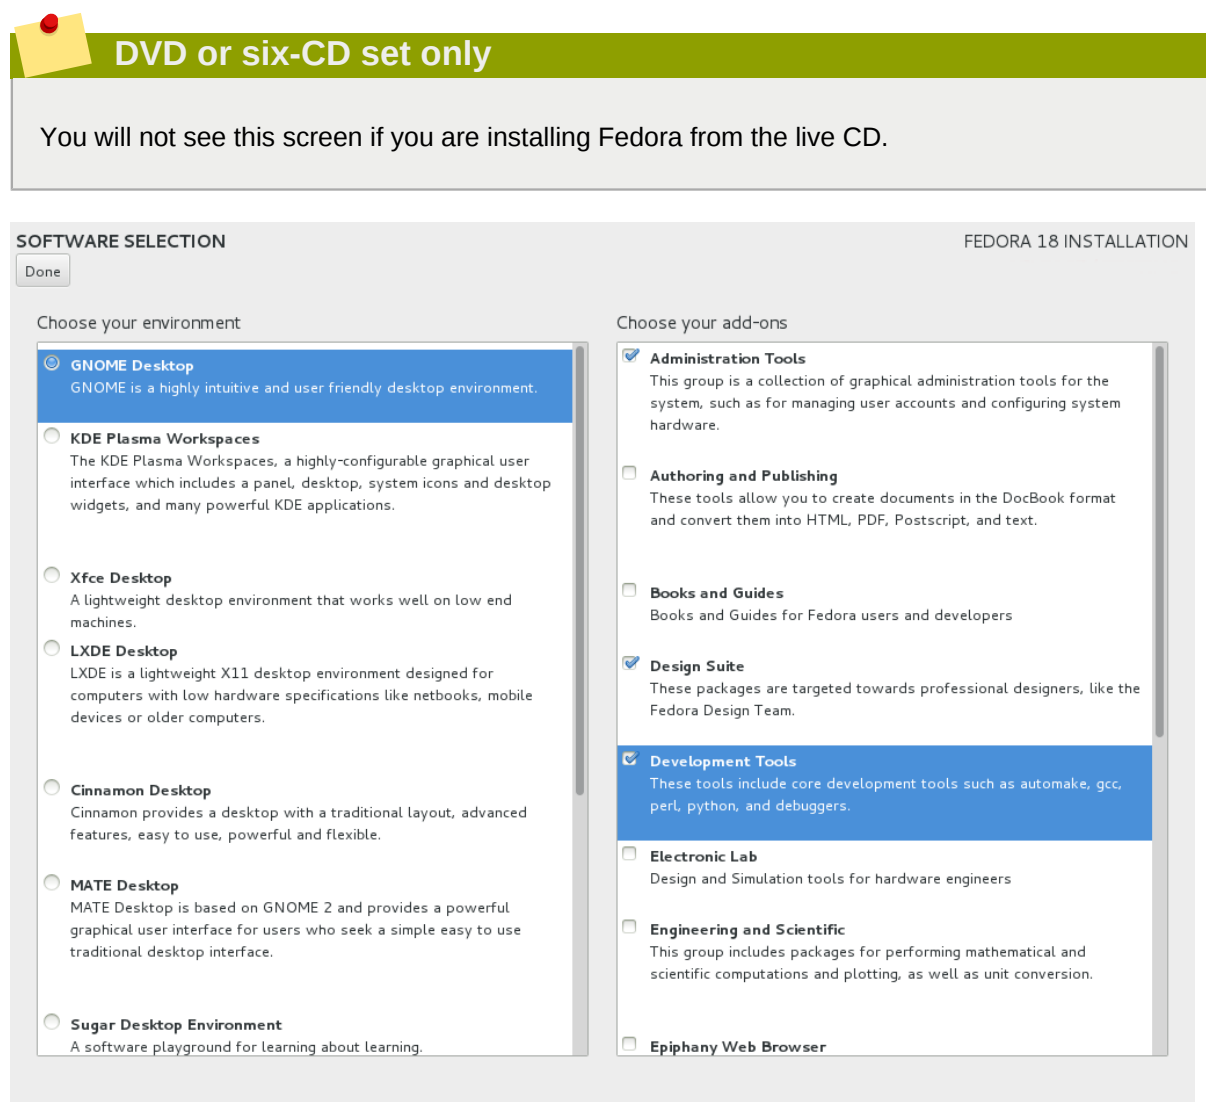 DVD or six-CD set only
You will not see this screen if you are installing Fedora from the live CD.
SOFTWARE SELECTION
FEDORA 18 INSTALLATION
Done
Choose your environment
GNOME Desktop
GNOME is a highly intuitive and user friendly desktop environment.
KDE Plasma Workspaces
The KDE Plasma Workspaces, a highly-configurable graphical user
interface which includes a panel, desktop, system icons and desktop
widgets, and many powerful KDE applications.
Xfce Desktop
A lightweight desktop environment that works well on low end
machines.
LXDE Desktop
LXDE is a lightweight X11 desktop environment designed for
computers with low hardware specifications like netbooks, mobile
devices or older computers.
Cinnamon Desktop
Cinnamon provides a desktop with a traditional layout, advanced
features, easy to use, powerful and flexible.
MATE Desktop
MATE Desktop is based on GNOME 2 and provides a powerful
graphical user interface for users who seek a simple easy to use
traditional desktop interface.
Sugar Desktop Environment
A software playground for learning about learning.
Choose your add-ons
Administration Tools
This group is a collection of graphical administration tools for the
system, such as for managing user accounts and configuring system
hardware.
Authoring and Publishing
These tools allow you to create documents in the DocBook format
and convert them into HTML, PDF, Postscript, and text.
Books and Guides
Books and Guides for Fedora users and developers
Design Suite
These packages are targeted towards professional designers, like the
Fedora Design Team.
Development Tools
These tools include core development tools such as automake, gcc,
perl, python, and debuggers.
Electronic Lab
Design and Simulation tools for hardware engineers
Engineering and Scientific
This group includes packages for performing mathematical and
scientific computations and plotting, as well as unit conversion.
Epiphany Web Browser